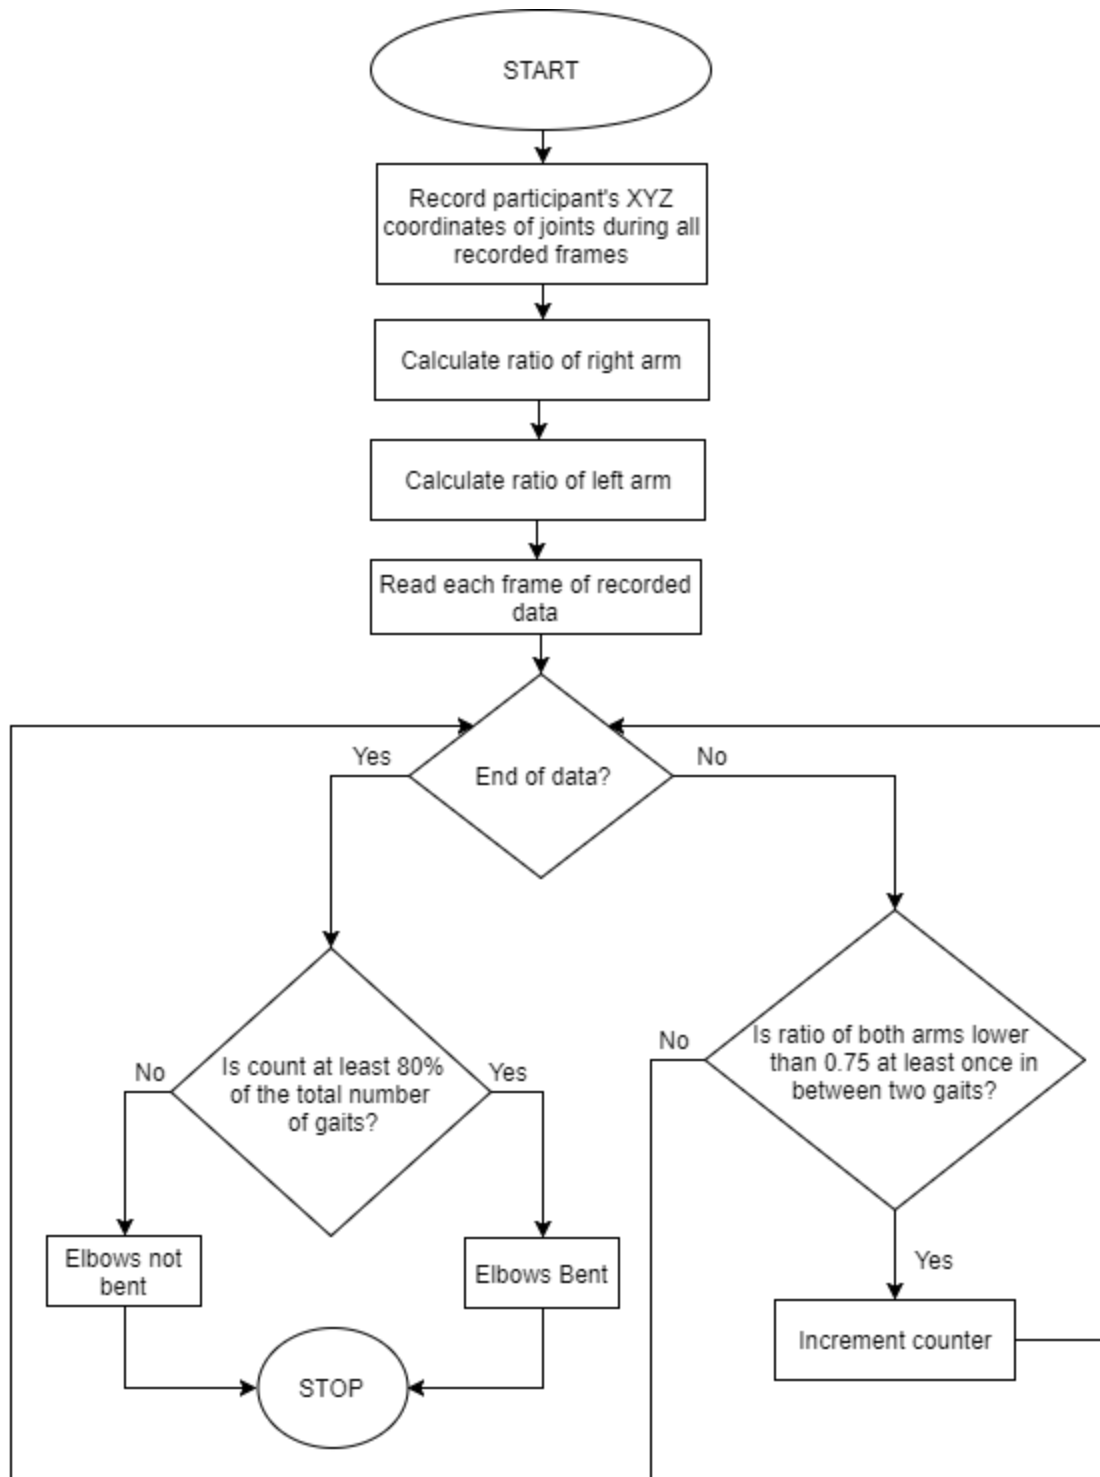 START
Record participant's XYZ
coordinates of joints during all
recorded frames
Calculate ratio of right arm
Calculate ratio of left arm
Read each frame of recorded
data
Yes
End of data?
No
No
Is count at least 80%
of the total number
of gaits?
Yes
No
Is ratio of both arms lower
than 0.75 at least once in
between two gaits?
Yes
Elbows not
bent
Elbows Bent
Increment counter
STOP